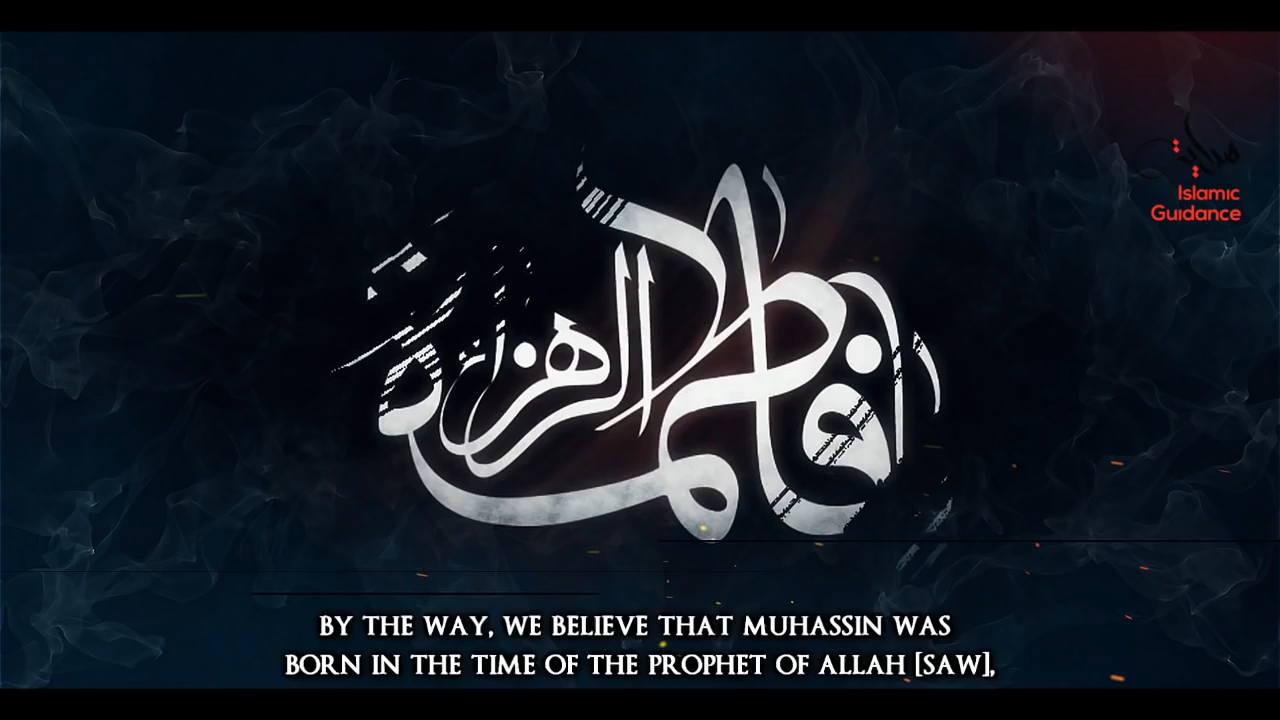 فاطمة الزهراء
هداية
Islamic
Guidance
BY THE WAY, WE BELIEVE THAT MUHASSIN WAS
BORN IN THE TIME OF THE PROPHET OF ALLAH [SAW],